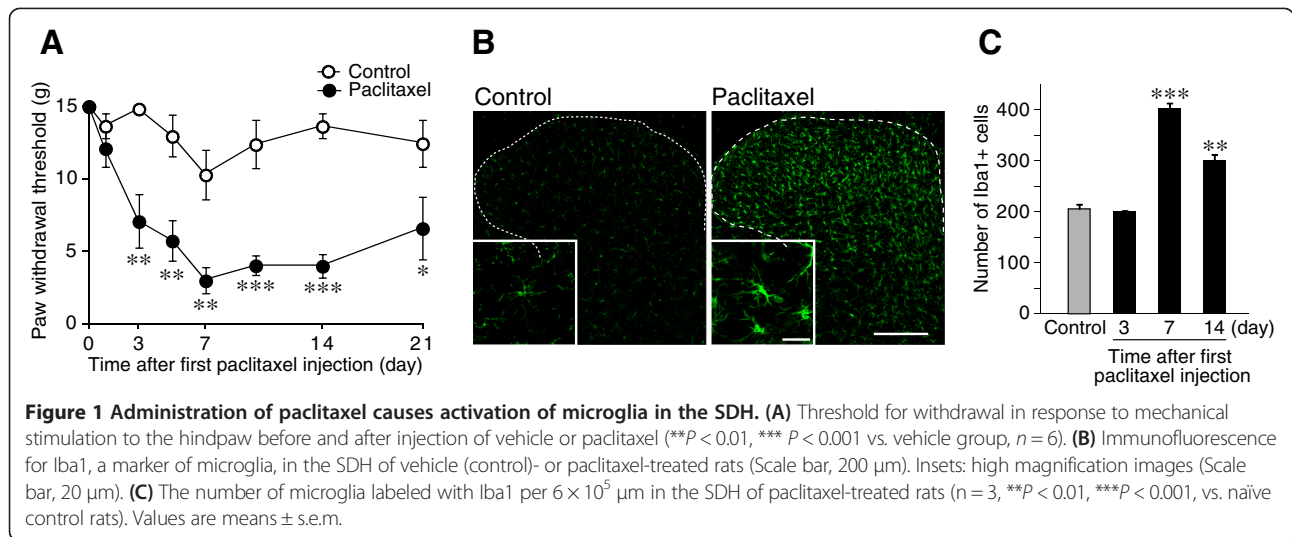 A
B
C
Control
Paclitaxel
Paw withdrawal threshold (g)
15
10
5
0
**
**
**
***
***
*
0 3 7 14 21
Time after first paclitaxel injection (day)
Control
Paclitaxel
Number of Iba1+ cells
400
300
200
100
0
***
**
Control 3 7 14 (day)
Time after first
paclitaxel injection
Figure 1 Administration of paclitaxel causes activation of microglia in the SDH. (A) Threshold for withdrawal in response to mechanical
stimulation to the hindpaw before and after injection of vehicle or paclitaxel (**P < 0.01, *** P < 0.001 vs. vehicle group, n = 6). (B) Immunofluorescence
for Iba1, a marker of microglia, in the SDH of vehicle (control)- or paclitaxel-treated rats (Scale bar, 200 μm). Insets: high magnification images (Scale
bar, 20 μm). (C) The number of microglia labeled with Iba1 per 6 × 10⁵ μm in the SDH of paclitaxel-treated rats (n = 3, **P < 0.01, ***P < 0.001, vs. naïve
control rats). Values are means ± s.e.m.